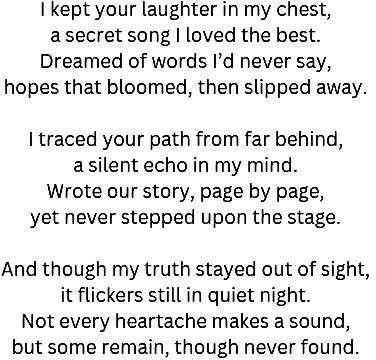 I kept your laughter in my chest,
a secret song I loved the best.
Dreamed of words I’d never say,
hopes that bloomed, then slipped away.

I traced your path from far behind,
a silent echo in my mind.
Wrote our story, page by page,
yet never stepped upon the stage.

And though my truth stayed out of sight,
it flickers still in quiet night.
Not every heartache makes a sound,
but some remain, though never found.